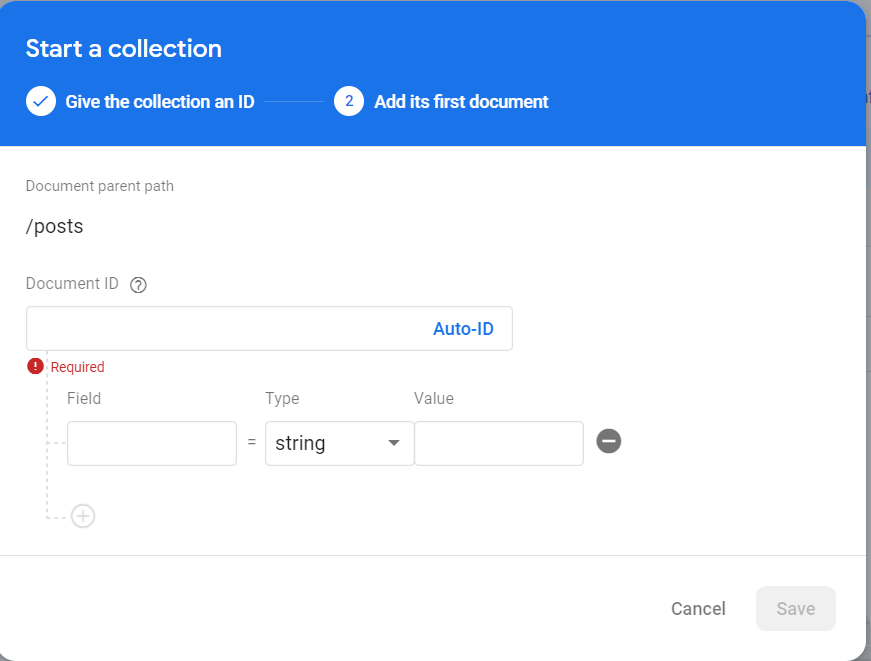 Start a collection
Give the collection an ID 2 Add its first document
Document parent path
/posts
Document ID ?
Auto-ID
! Required
Field Type Value
= string
Cancel Save